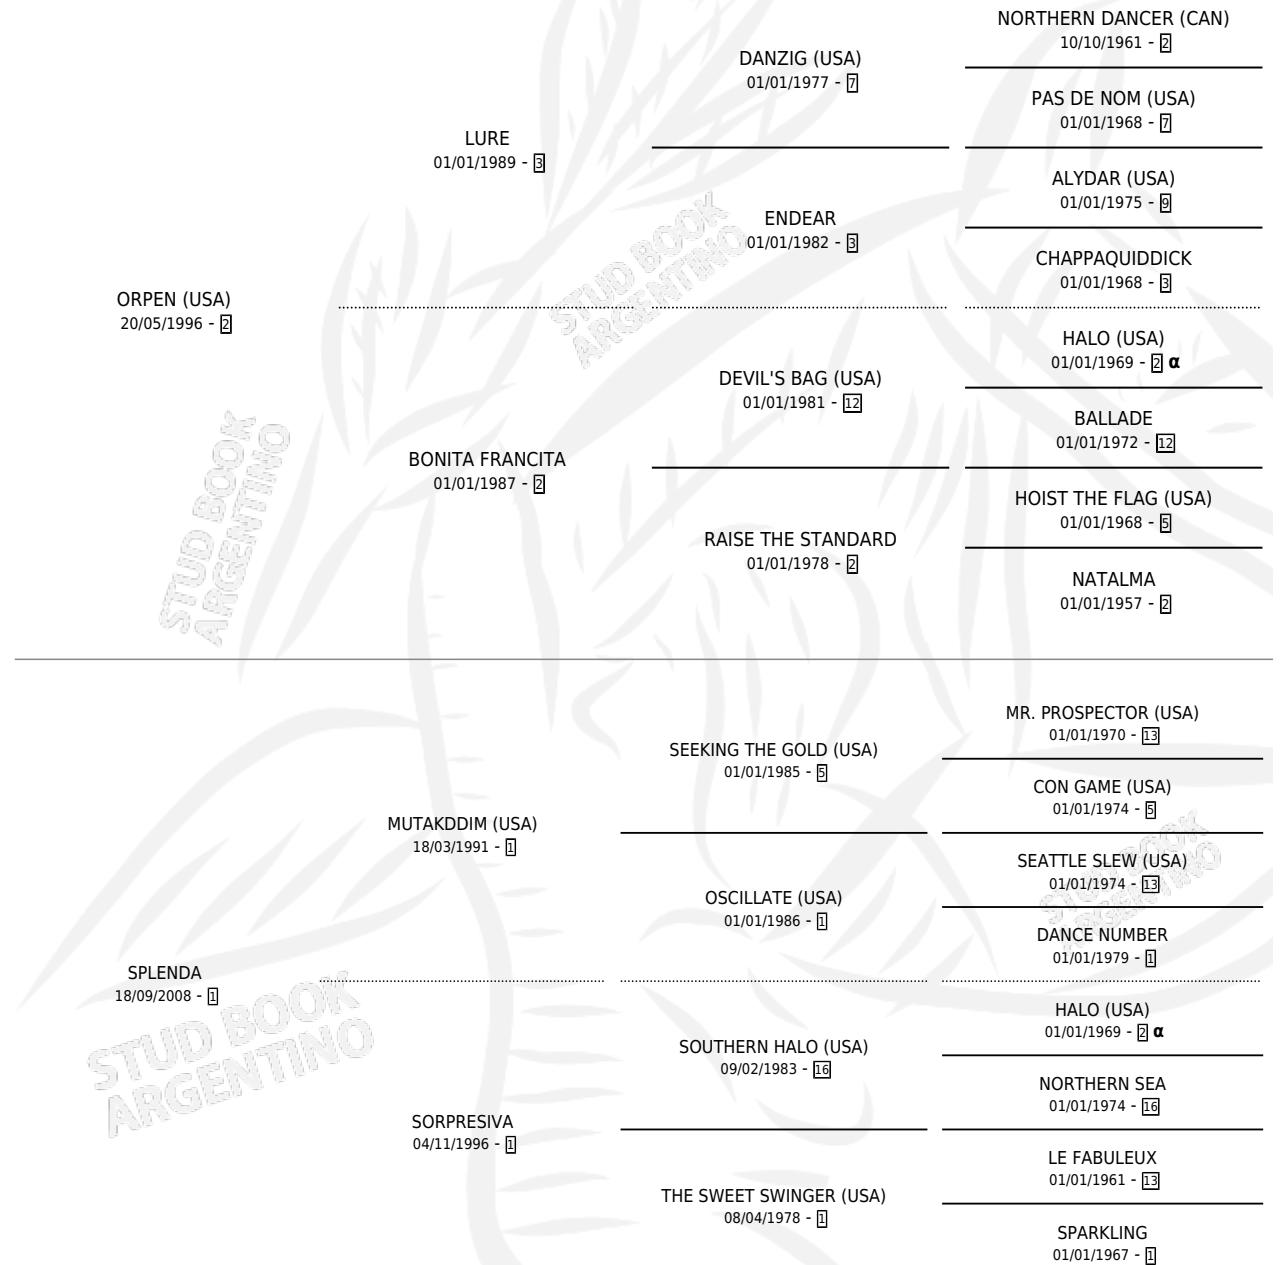 NORTHERN DANCER (CAN)
10/10/1961 - 2
DANZIG (USA)
01/01/1977 - 7
PAS DE NOM (USA)
01/01/1968 - 7
LURE
01/01/1989 - 3
ALYDAR (USA)
01/01/1975 - 9
ENDEAR
01/01/1982 - 3
CHAPPAQUIDDICK
01/01/1968 - 3
ORPEN (USA)
20/05/1996 - 2
HALO (USA)
01/01/1969 - 2 α
DEVIL'S BAG (USA)
01/01/1981 - 12
BALLADE
01/01/1972 - 12
BONITA FRANCITA
01/01/1987 - 2
HOIST THE FLAG (USA)
01/01/1968 - 5
RAISE THE STANDARD
01/01/1978 - 2
NATALMA
01/01/1957 - 2
STUD BOOK
ARGENTINO
STUD BOOK
ARGENTINO
MR. PROSPECTOR (USA)
01/01/1970 - 13
SEEKING THE GOLD (USA)
01/01/1985 - 5
CON GAME (USA)
01/01/1974 - 5
MUTAKDDIM (USA)
18/03/1991 - 1
SEATTLE SLEW (USA)
01/01/1974 - 13
OSCILLATE (USA)
01/01/1986 - 1
DANCE NUMBER
01/01/1979 - 1
SPLENDA
18/09/2008 - 1
HALO (USA)
01/01/1969 - 2 α
SOUTHERN HALO (USA)
09/02/1983 - 16
NORTHERN SEA
01/01/1974 - 16
SORPRESIVA
04/11/1996 - 1
LE FABULEUX
01/01/1961 - 13
THE SWEET SWINGER (USA)
08/04/1978 - 1
SPARKLING
01/01/1967 - 1
STUD BOOK
ARGENTINO
STUD BOOK
ARGENTINO